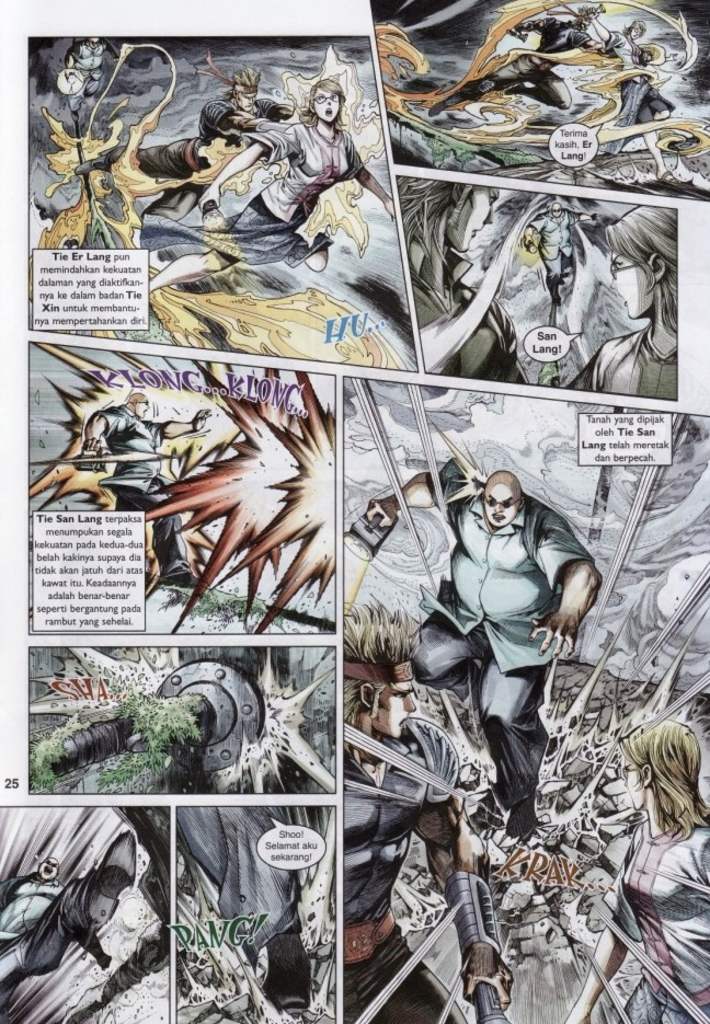 Tie Er Lang pun
memindahkan kekuatan
dalaman yang diaktifkan-
nya ke dalam badan Tie
Xin untuk membantu-
nya mempertahankan diri.
HU...
Terima
kasih, Er
Lang!
San
Lang!
KLONG...KLONG...
Tie San Lang terpaksa
menumpukan segala
kekuatan pada kedua-dua
belah kakinya supaya dia
tidak akan jatuh dari atas
kawat itu. Keadaannya
adalah benar-benar
seperti bergantung pada
rambut yang sehelai.
Tanah yang dipijak
oleh Tie San
Lang telah meretak
dan berpecah.
SHA...
Shoo!
Selamat aku
sekarang!
PANG!
KRAK...
25